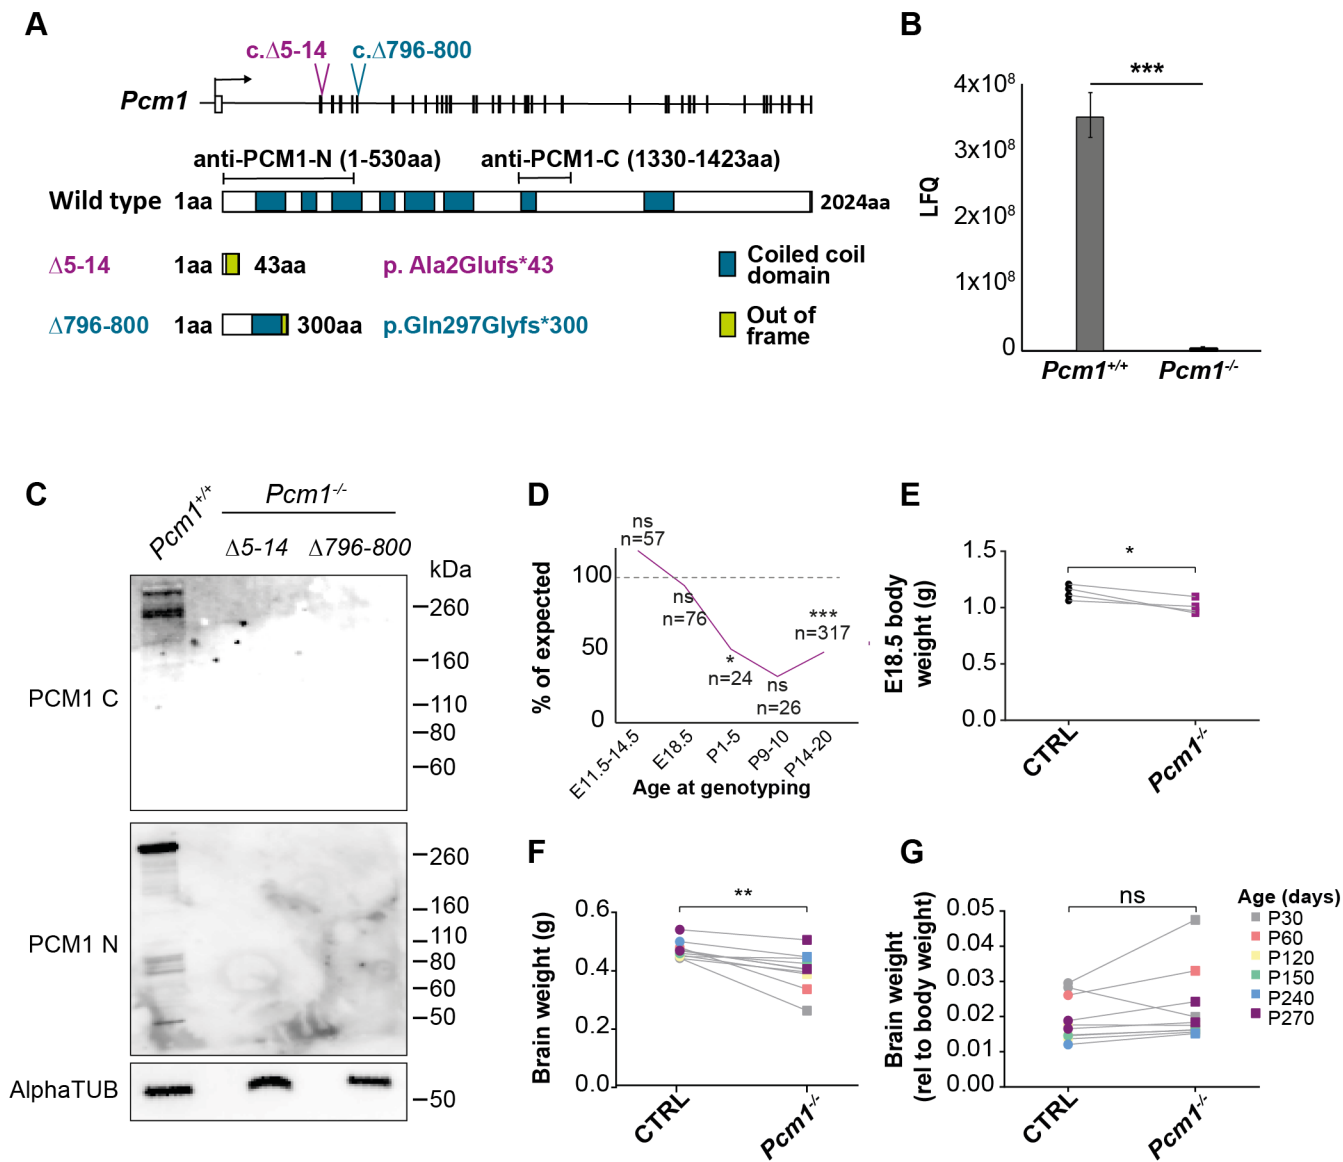 A
c.Δ5-14 c.Δ796-800
Pcm1
anti-PCM1-N (1-530aa) anti-PCM1-C (1330-1423aa)
Wild type 1aa 2024aa
Δ5-14 1aa 43aa p. Ala2Glufs*43
Δ796-800 1aa 300aa p.Gln297Glyfs*300
Coiled coil
domain
Out of
frame
B
***
4x10⁸
3x10⁸
2x10⁸
1x10⁸
0
LFQ
Pcm1+/+ Pcm1-/-
C
Pcm1+/+
Pcm1-/-
Δ5-14 Δ796-800
kDa
260
160
110
80
60
PCM1 C
260
160
110
80
60
50
PCM1 N
AlphaTUB
50
D
% of expected
100
50
0
ns
n=57
ns
n=76
*
n=24
ns
n=26
***
n=317
E11.5-14.5 E18.5 P1-5 P9-10 P14-20
Age at genotyping
E
E18.5 body
weight (g)
1.5
1.0
0.5
0.0
*
CTRL Pcm1-/-
F
Brain weight (g)
0.6
0.4
0.2
0.0
**
CTRL Pcm1-/-
G
Brain weight
(rel to body weight)
0.05
0.04
0.03
0.02
0.01
0.00
ns
CTRL Pcm1-/-
Age (days)
P30
P60
P120
P150
P240
P270